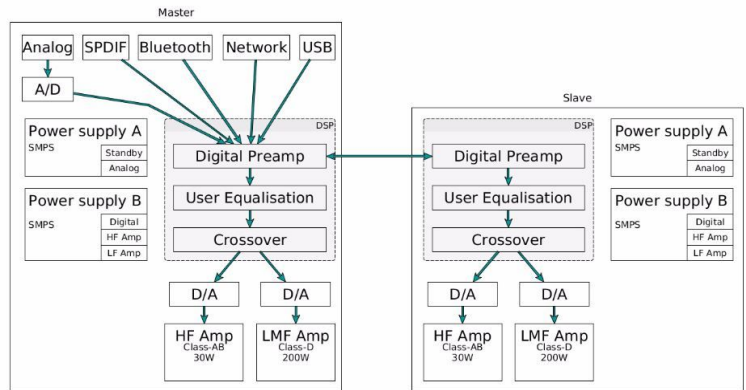 Master
Analog SPDIF Bluetooth Network USB
A/D
Slave
Power supply A
SMPS
Standby
Analog
Power supply B
SMPS
Digital
HF Amp
LF Amp
DSP
Digital Preamp
User Equalisation
Crossover
D/A D/A
HF Amp
Class-AB
30W
LMF Amp
Class-D
200W
DSP
Digital Preamp
User Equalisation
Crossover
D/A D/A
HF Amp
Class-AB
30W
LMF Amp
Class-D
200W
Power supply A
SMPS
Standby
Analog
Power supply B
SMPS
Digital
HF Amp
LF Amp